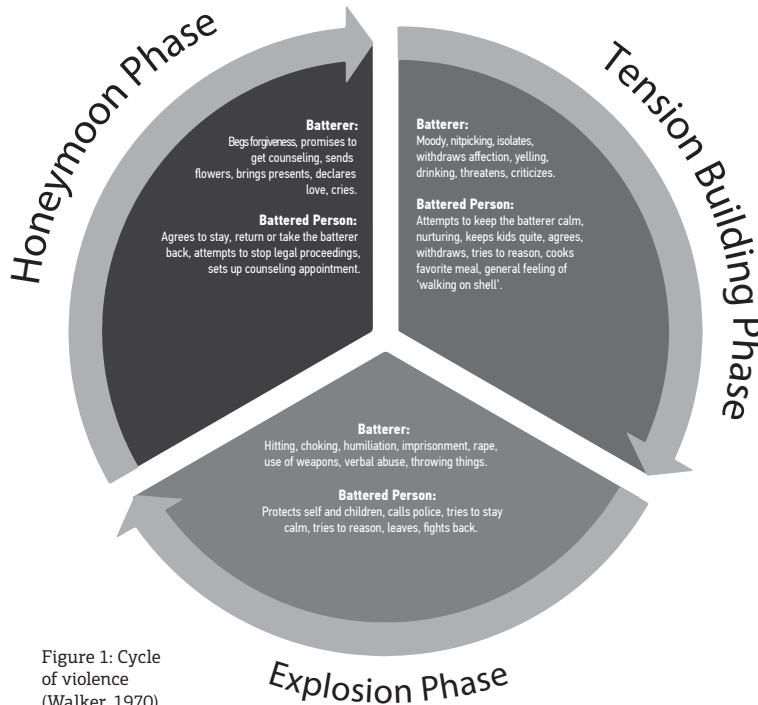 Honeymoon Phase
Batterer:
Begs forgiveness, promises to
get counseling, sends
flowers, brings presents, declares
love, cries.
Battered Person:
Agrees to stay, return or take the batterer
back, attempts to stop legal proceedings,
sets up counseling appointment.
Tension Building Phase
Batterer:
Moody, nitpicking, isolates,
withdraws affection, yelling,
drinking, threatens, criticizes.
Battered Person:
Attempts to keep the batterer calm,
nurturing, keeps kids quite, agrees,
withdraws, tries to reason, cooks
favorite meal, general feeling of
‘walking on shell’.
Batterer:
Hitting, choking, humiliation, imprisonment, rape,
use of weapons, verbal abuse, throwing things.
Battered Person:
Protects self and children, calls police, tries to stay
calm, tries to reason, leaves, fights back.
Explosion Phase
Figure 1: Cycle
of violence
(Walker, 1970)